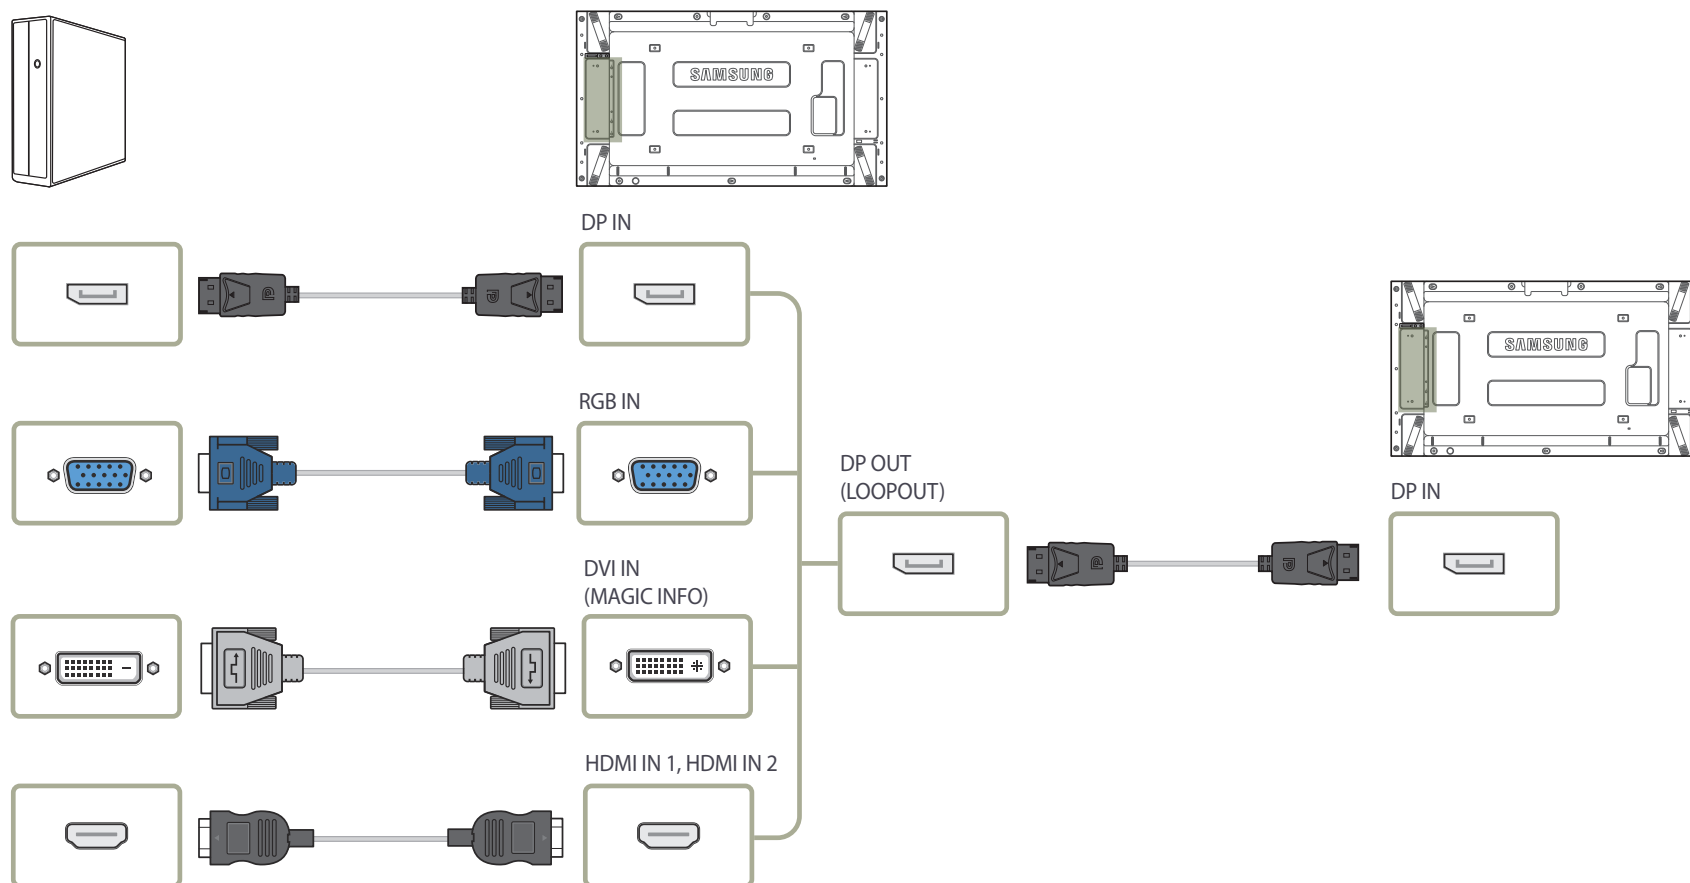 SAMSUNG
DP IN
RGB IN
DVI IN
(MAGIC INFO)
HDMI IN 1, HDMI IN 2
DP OUT
(LOOPOUT)
SAMSUNG
DP IN